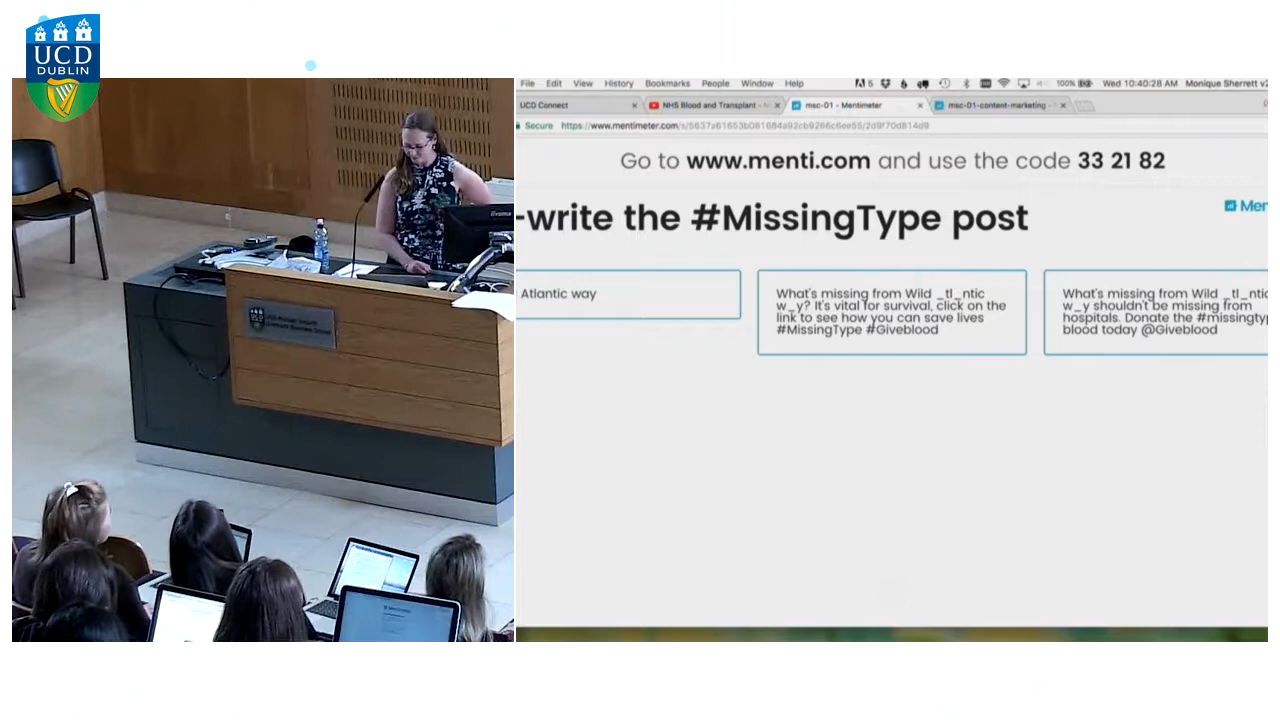 UCD
DUBLIN
File Edit View History Bookmarks People Window Help
5
100%
Wed 10:40:28 AM Monique Sherrett
UCD Connect
NHS Blood and Transplant -
msc-01 - Mentimeter
msc-01-content-marketing -
Secure
Go to www.menti.com and use the code 33 21 82
-write the #MissingType post
Men
Atlantic way
What's missing from Wild _tl_ntic
w_y? It's vital for survival, click on the
link to see how you can save lives
#MissingType #Giveblood
What's missing from Wild _tl_ntic
w_y shouldn't be missing from
hospitals. Donate the #missingtyp
blood today @Giveblood
iiyama